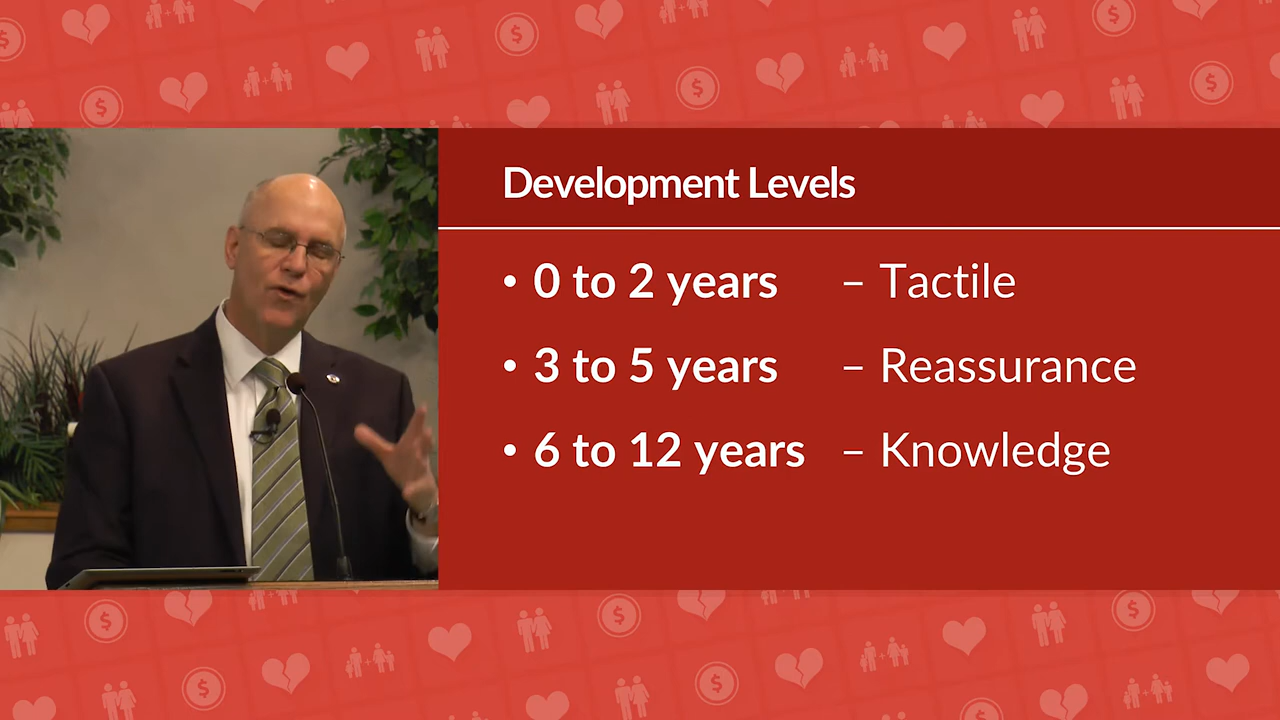 Development Levels
• 0 to 2 years – Tactile
• 3 to 5 years – Reassurance
• 6 to 12 years – Knowledge